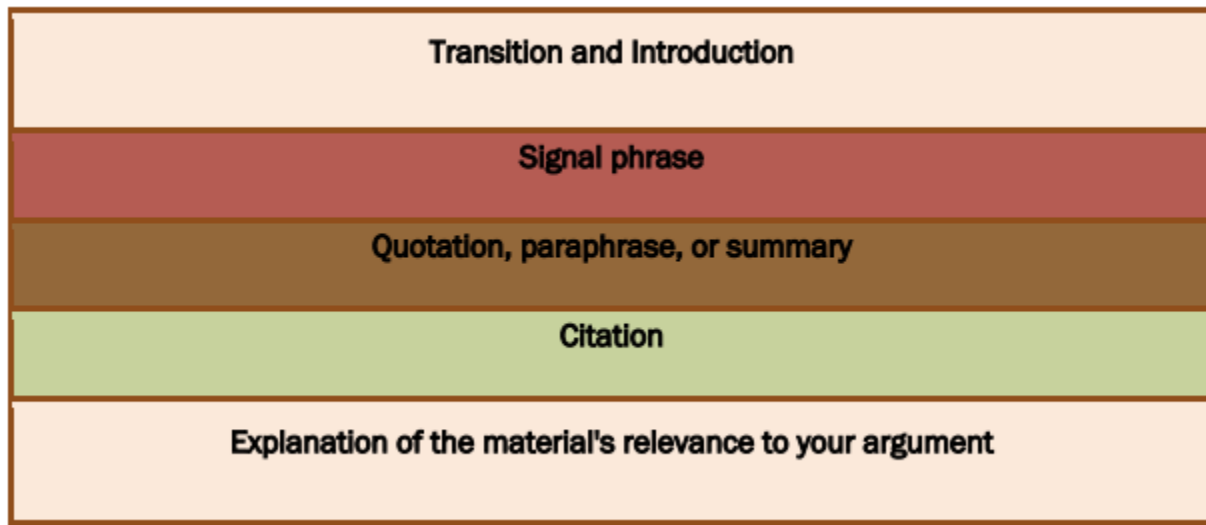 Transition and Introduction
Signal phrase
Quotation, paraphrase, or summary
Citation
Explanation of the material's relevance to your argument